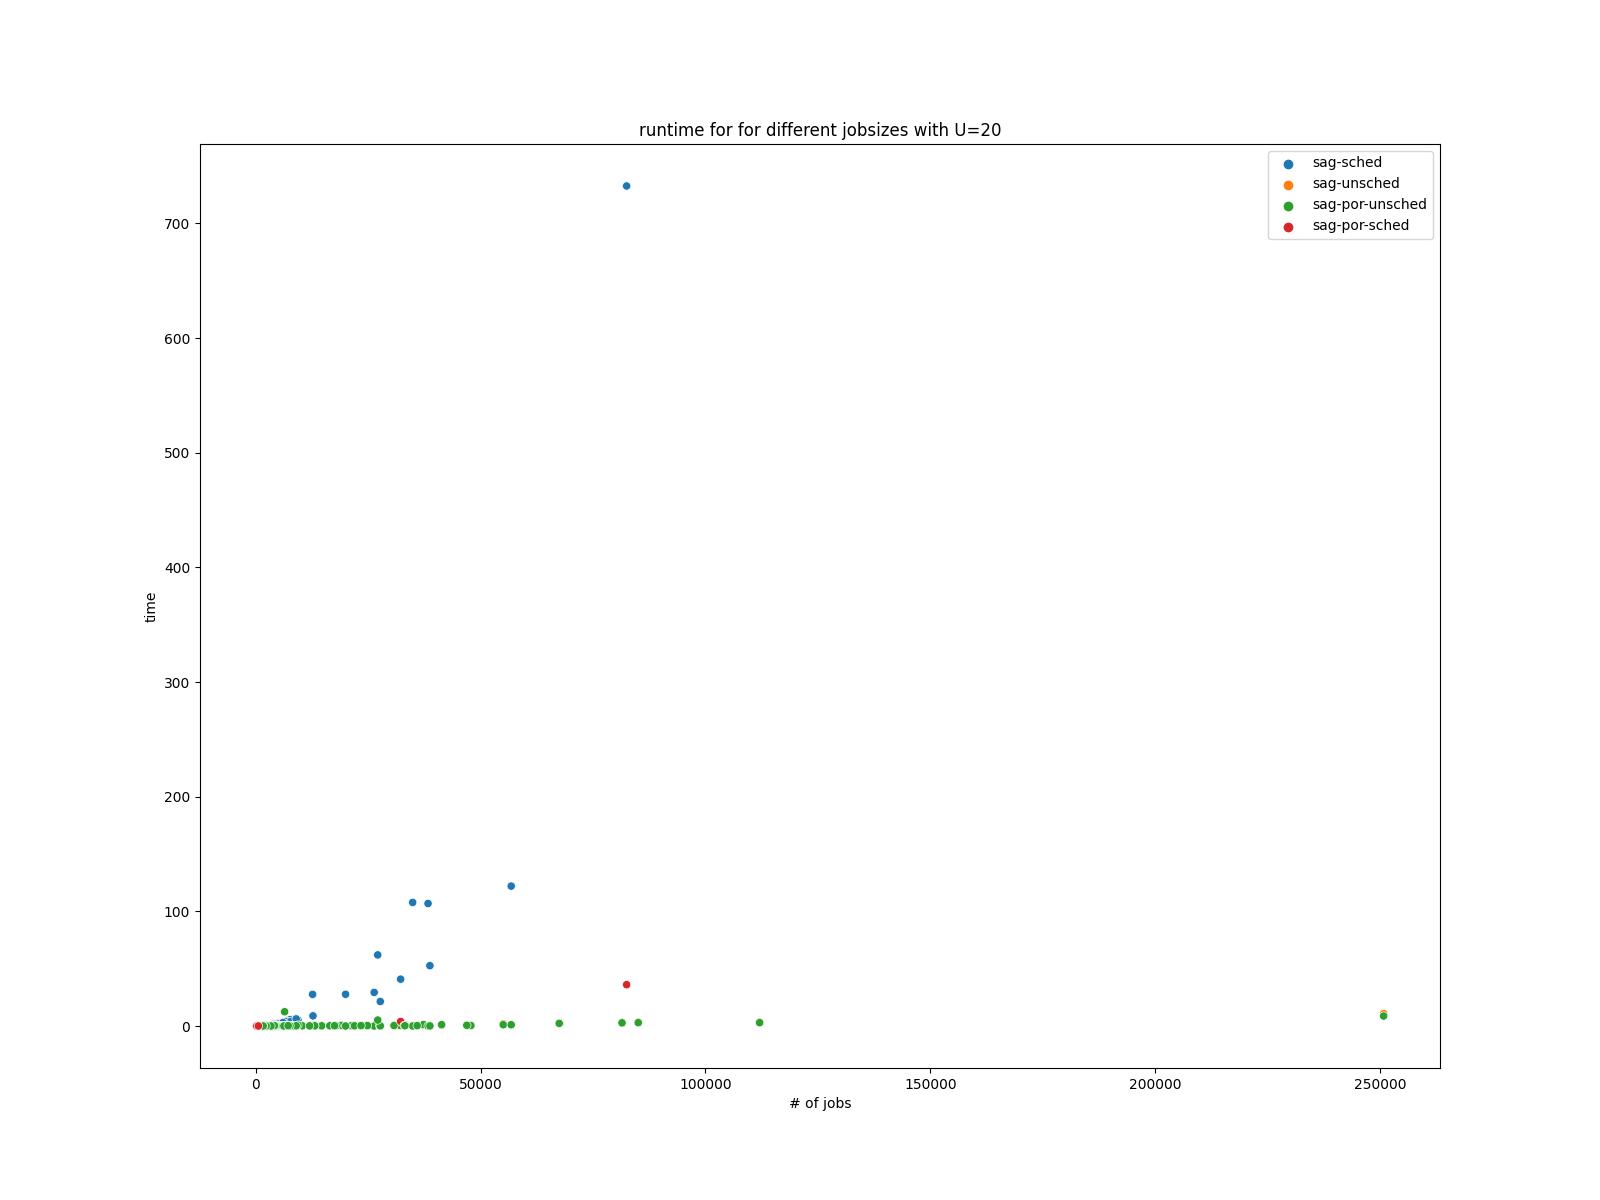 runtime for for different jobsizes with U=20
sag-sched
sag-unsched
sag-por-unsched
sag-por-sched
700
600
500
400
300
200
100
0
time
0 50000 100000 150000 200000 250000
# of jobs